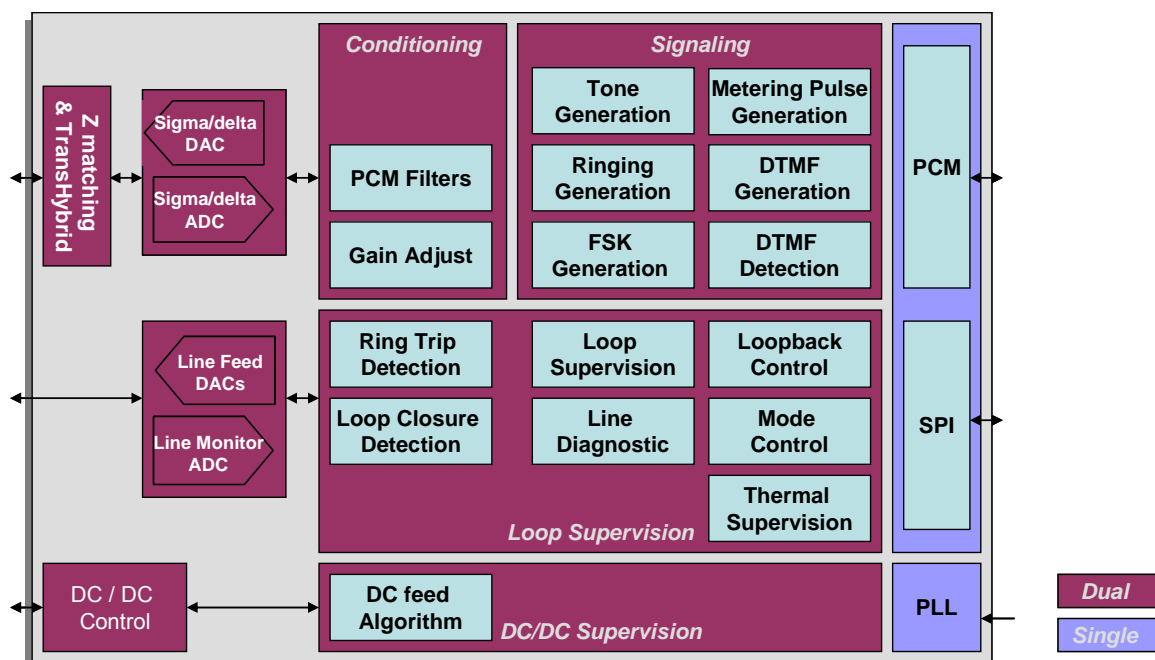 Conditioning
Signaling
Z matching
& TransHybrid
Sigma/delta
DAC
Sigma/delta
ADC
PCM Filters
Gain Adjust
Tone
Generation
Metering Pulse
Generation
Ringing
Generation
DTMF
Generation
FSK
Generation
DTMF
Detection
PCM
Line Feed
DACs
Line Monitor
ADC
Ring Trip
Detection
Loop
Supervision
Loopback
Control
Loop Closure
Detection
Line
Diagnostic
Mode
Control
Thermal
Supervision
Loop Supervision
SPI
DC / DC
Control
DC feed
Algorithm
DC/DC Supervision
PLL
Dual
Single